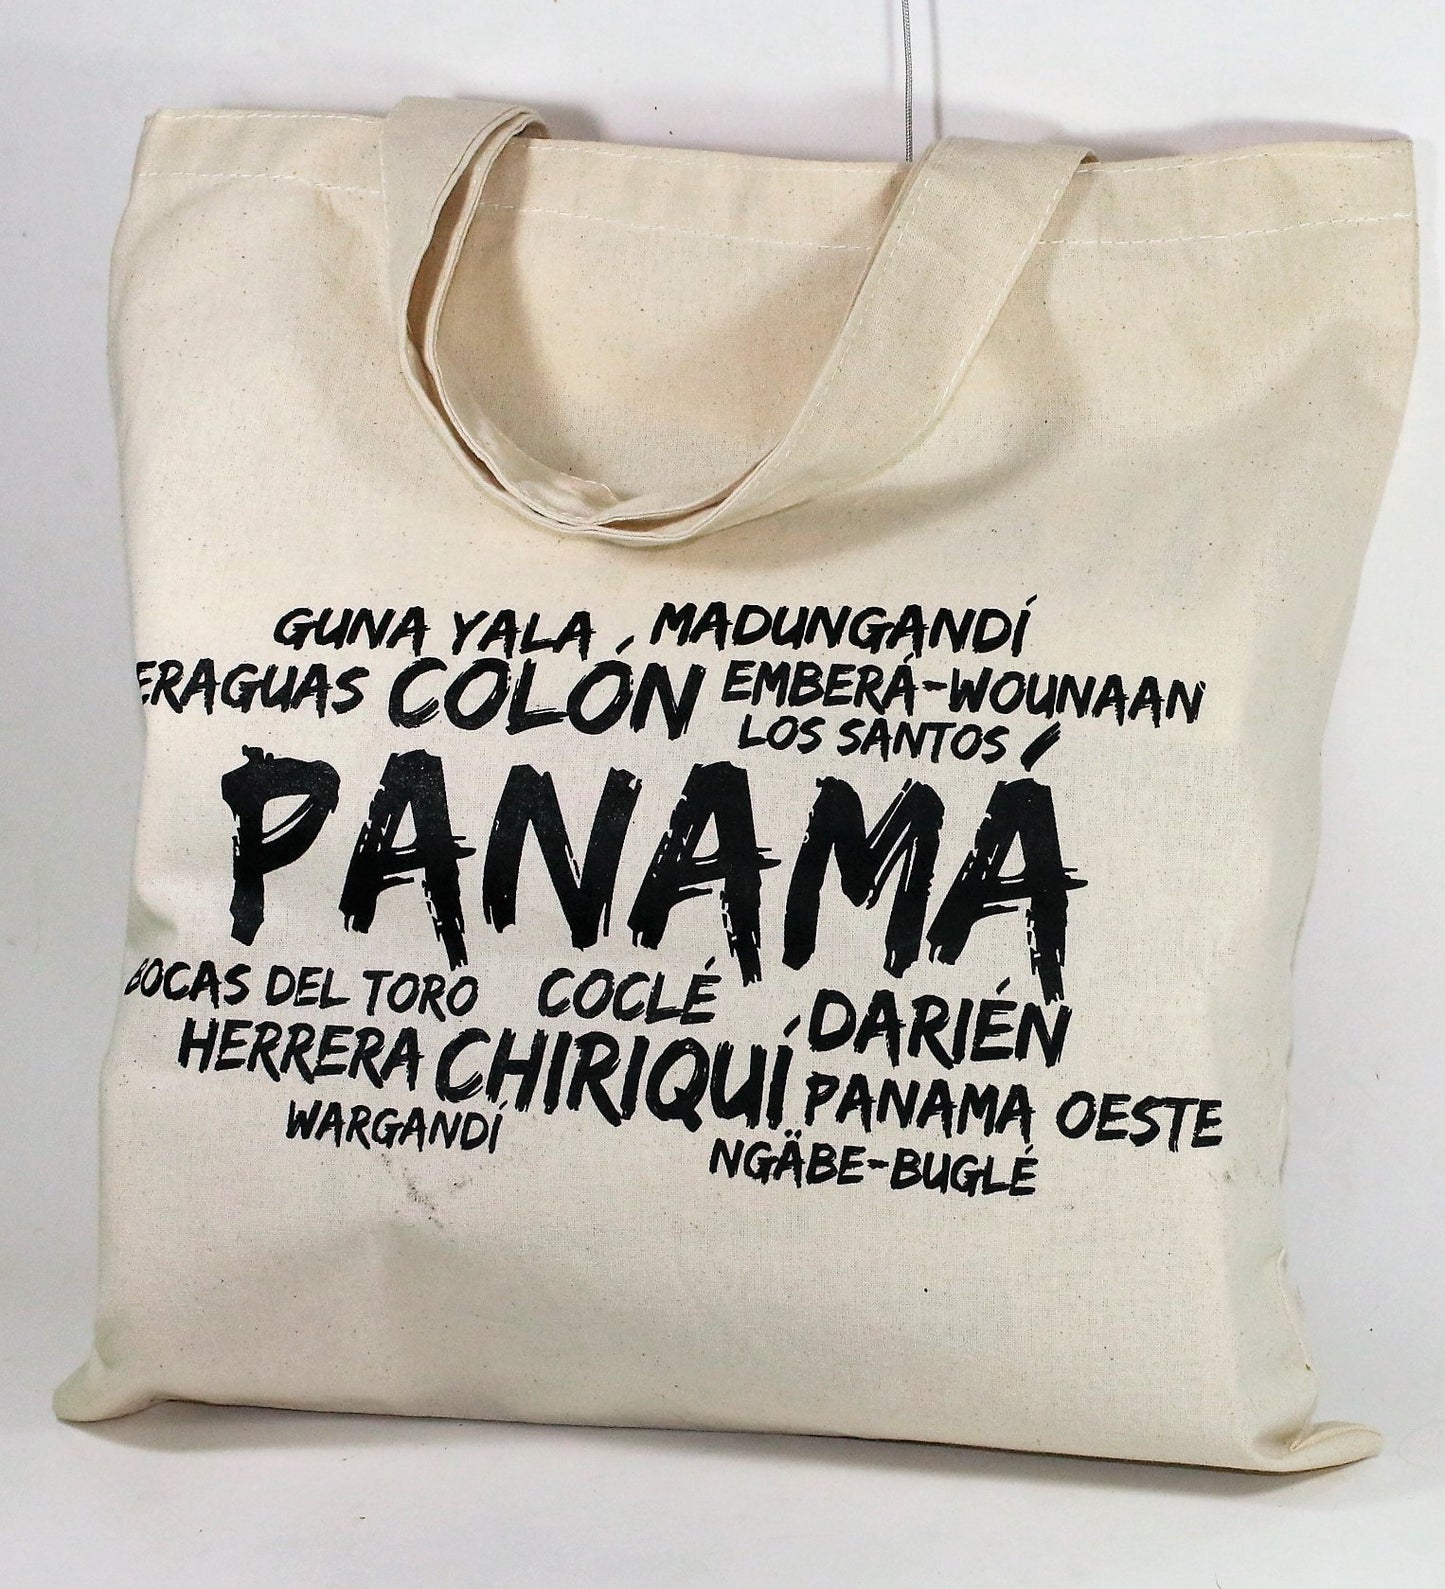 GUNA YALA MADUNGANDÍ
ERAGUAS COLÓN EMBERÁ-WOUNAAN
LOS SANTOS
PANAMÁ
BOCAS DEL TORO COCLÉ DARIÉN
HERRERA CHIRIQUÍ PANAMA OESTE
WARGANDÍ NGÄBE-BUGLÉ